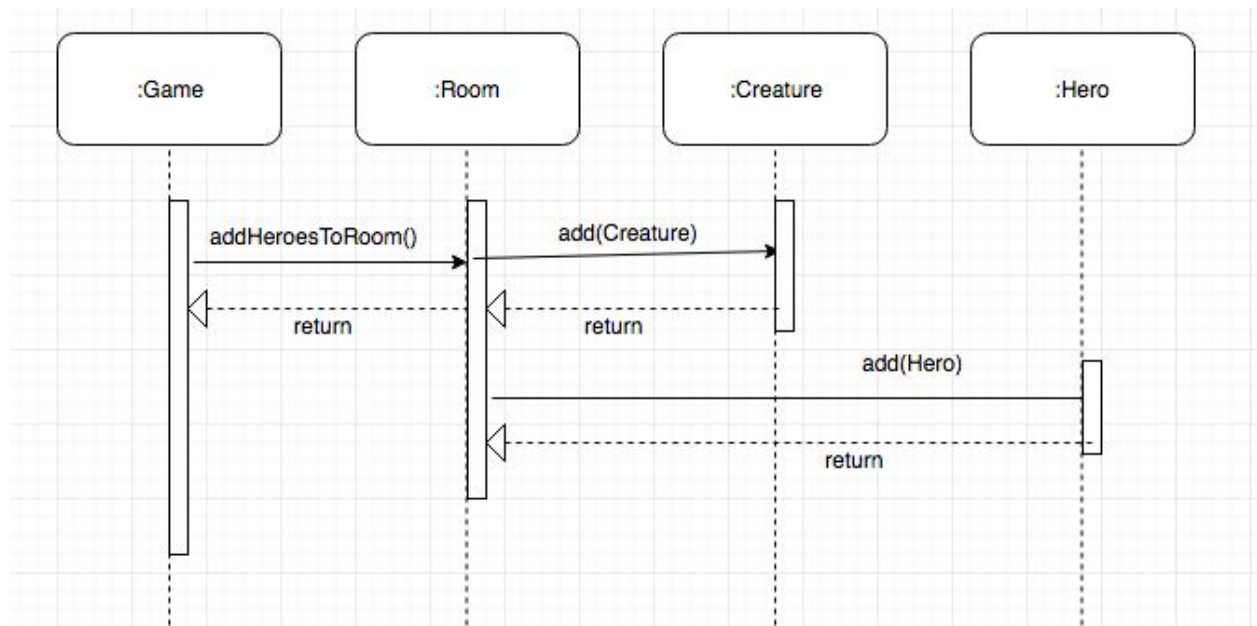 :Game
:Room
:Creature
:Hero
addHeroesToRoom()
add(Creature)
return
return
add(Hero)
return